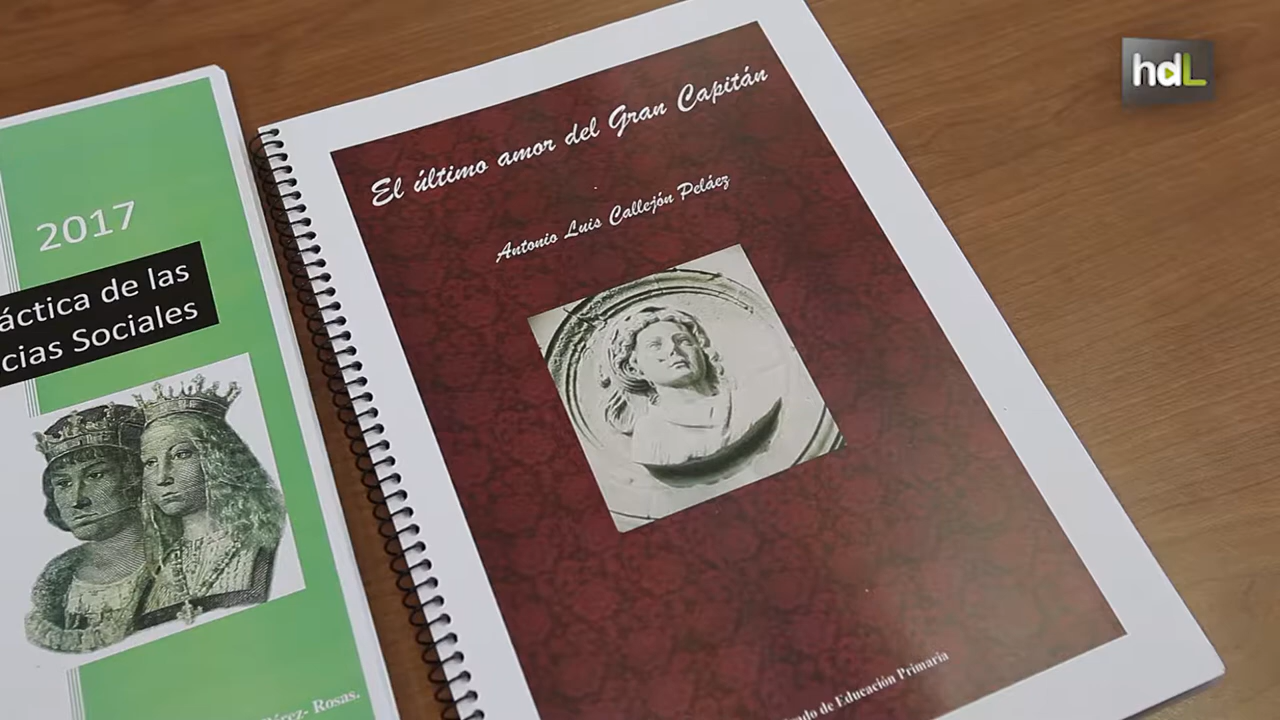 2017
áctica de las
cias Sociales
Rosas.
El último amor del Gran Capitán
Antonio Luis Callejón Peláez
de Educación Primaria
hdL